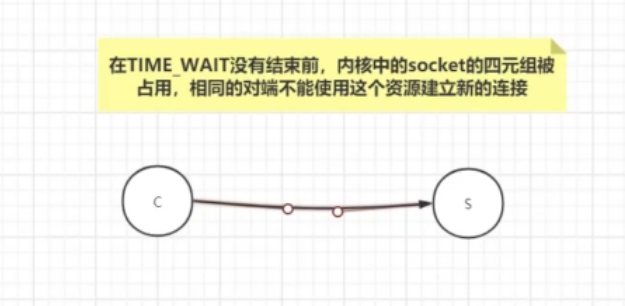 在TIME_WAIT没有结束前，内核中的socket的四元组被
占用，相同的对端不能使用这个资源建立新的连接
C
S